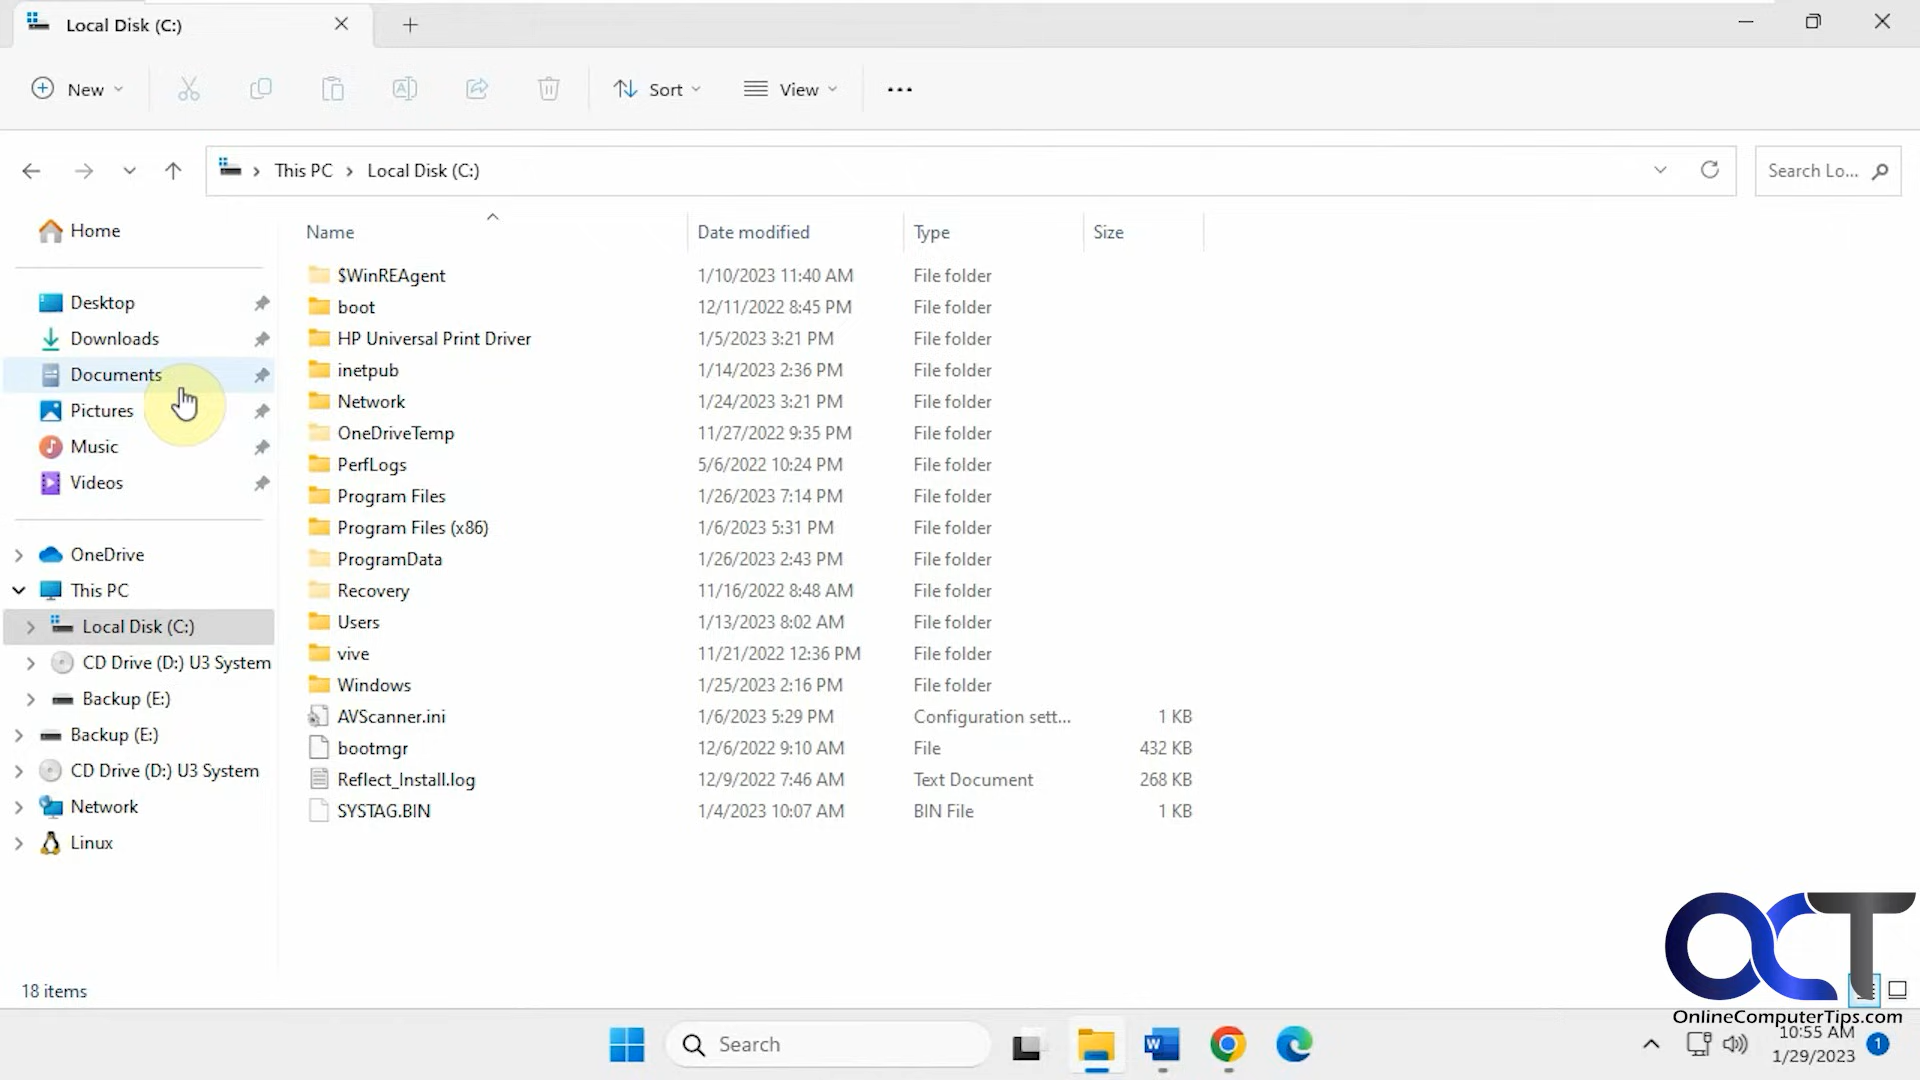 Local Disk (C:)
New
Sort
View
This PC
Local Disk (C:)
Search Lo...
Home
Desktop
Downloads
Documents
Pictures
Music
Videos
OneDrive
This PC
Local Disk (C:)
CD Drive (D:) U3 System
Backup (E:)
Backup (E:)
CD Drive (D:) U3 System
Network
Linux
Name Date modified Type Size
$WinREAgent 1/10/2023 11:40 AM File folder
boot 12/11/2022 8:45 PM File folder
HP Universal Print Driver 1/5/2023 3:21 PM File folder
inetpub 1/14/2023 2:36 PM File folder
Network 1/24/2023 3:21 PM File folder
OneDriveTemp 11/27/2022 9:35 PM File folder
PerfLogs 5/6/2022 10:24 PM File folder
Program Files 1/26/2023 7:14 PM File folder
Program Files (x86) 1/6/2023 5:31 PM File folder
ProgramData 1/26/2023 2:43 PM File folder
Recovery 11/16/2022 8:48 AM File folder
Users 1/13/2023 8:02 AM File folder
vive 11/21/2022 12:36 PM File folder
Windows 1/25/2023 2:16 PM File folder
AVScanner.ini 1/6/2023 5:29 PM Configuration sett... 1 KB
bootmgr 12/6/2022 9:10 AM File 432 KB
Reflect_Install.log 12/9/2022 7:46 AM Text Document 268 KB
SYSTAG.BIN 1/4/2023 10:07 AM BIN File 1 KB
18 items
OCT
OnlineComputerTips.com
Search
W
10:55 AM
1/29/2023
1